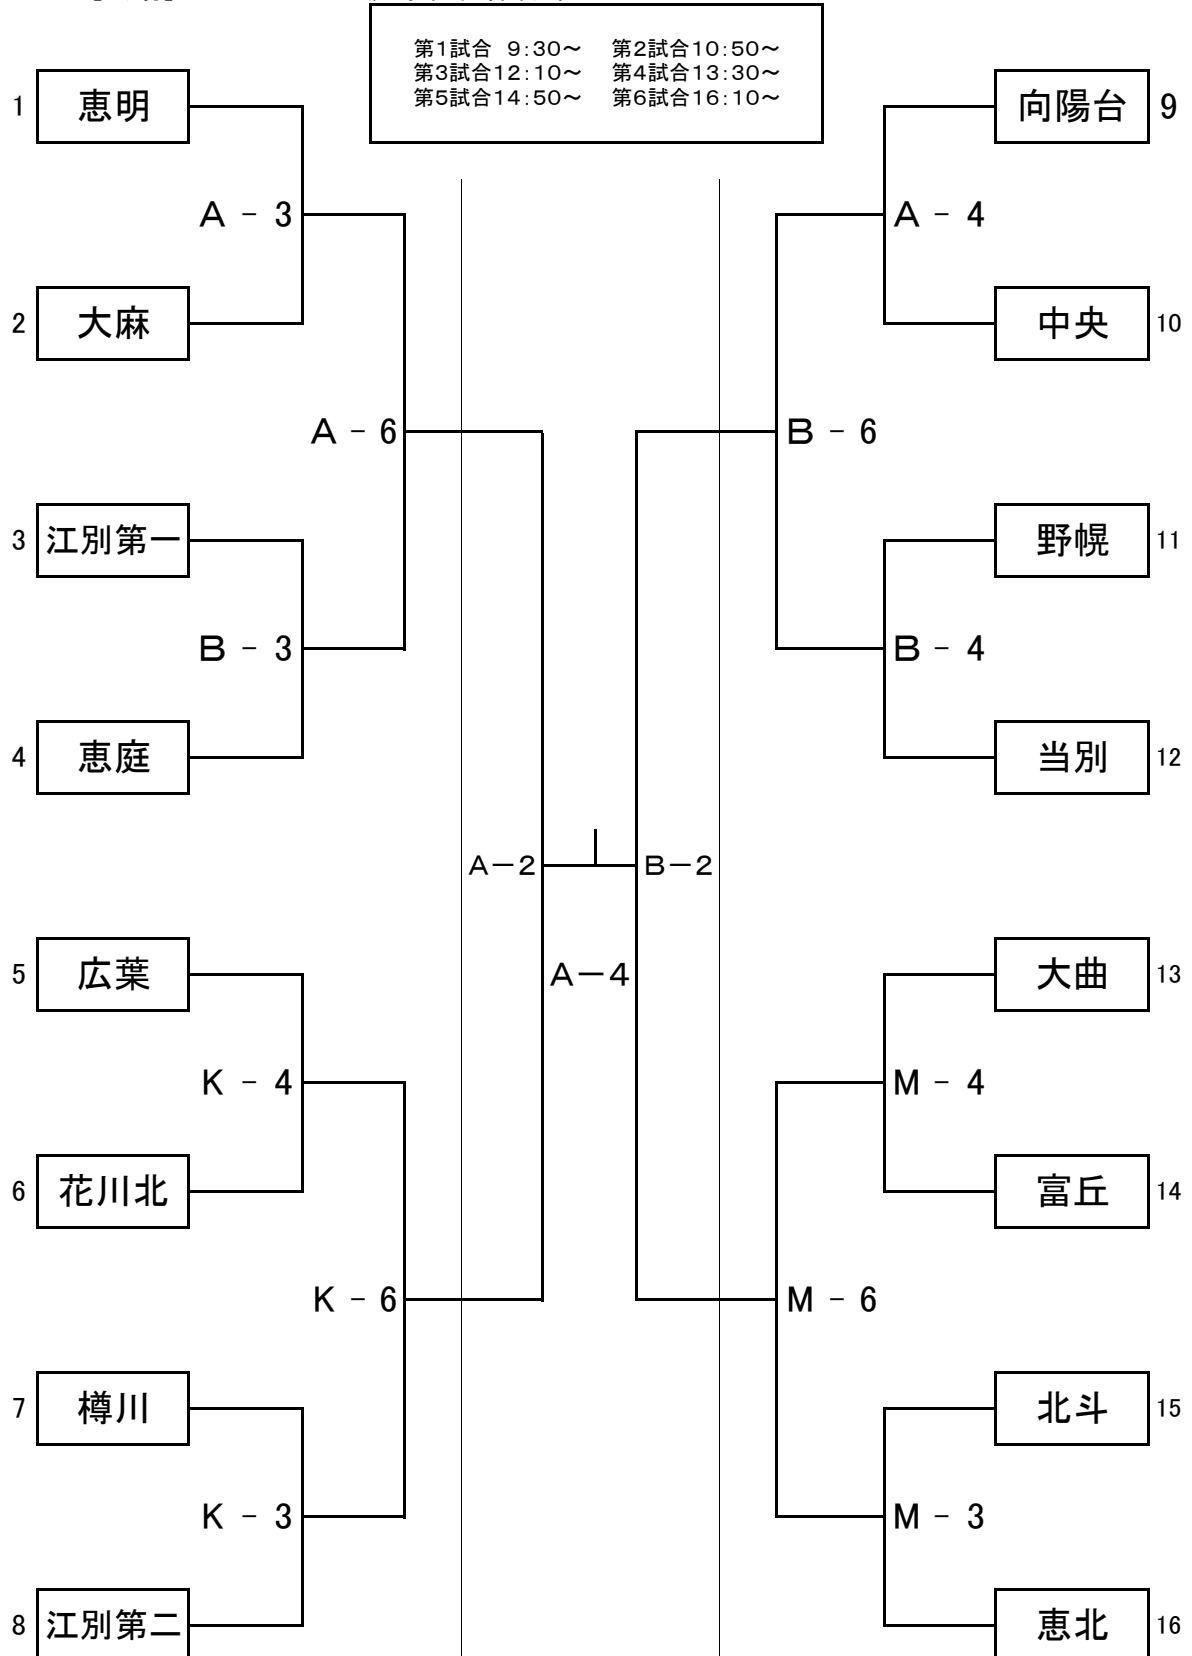 第1試合 9:30～ 第2試合10:50～
第3試合12:10～ 第4試合13:30～
第5試合14:50～ 第6試合16:10～
1 恵明
向陽台 9
A - 3
A - 4
2 大麻
中央 10
A - 6
B - 6
3 江別第一
野幌 11
B - 3
B - 4
4 恵庭
当別 12
A－2
B－2
5 広葉
A－4
大曲 13
K - 4
M - 4
6 花川北
富丘 14
K - 6
M - 6
7 樽川
北斗 15
K - 3
M - 3
8 江別第二
恵北 16